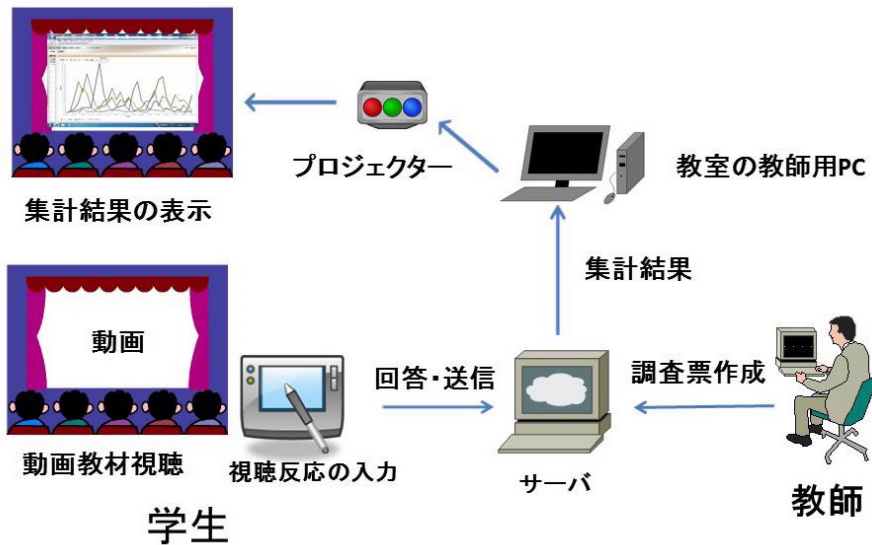 プロジェクター
教室の教師用PC
集計結果の表示
集計結果
動画
回答・送信
調査票作成
動画教材視聴
視聴反応の入力
サーバ
教師
学生